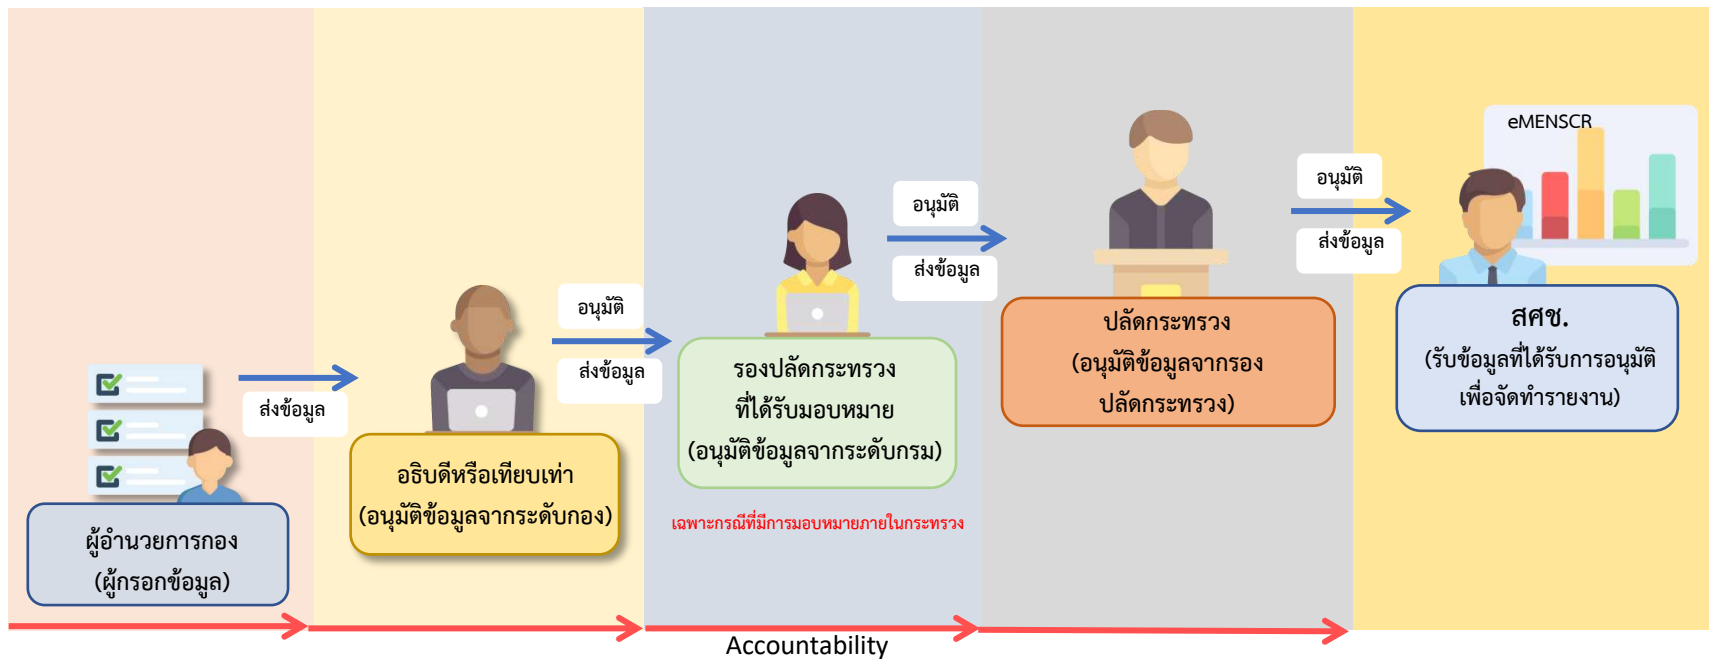 ผู้อำนวยการกอง
(ผู้กรอกข้อมูล)
ส่งข้อมูล
อธิบดีหรือเทียบเท่า
(อนุมัติข้อมูลจากระดับกอง)
อนุมัติ
ส่งข้อมูล
รองปลัดกระทรวง
ที่ได้รับมอบหมาย
(อนุมัติข้อมูลจากระดับกรม)
เฉพาะกรณีที่มีการมอบหมายภายในกระทรวง
อนุมัติ
ส่งข้อมูล
ปลัดกระทรวง
(อนุมัติข้อมูลจากรอง
ปลัดกระทรวง)
อนุมัติ
ส่งข้อมูล
eMENSCR
สศช.
(รับข้อมูลที่ได้รับการอนุมัติ
เพื่อจัดทำรายงาน)
Accountability